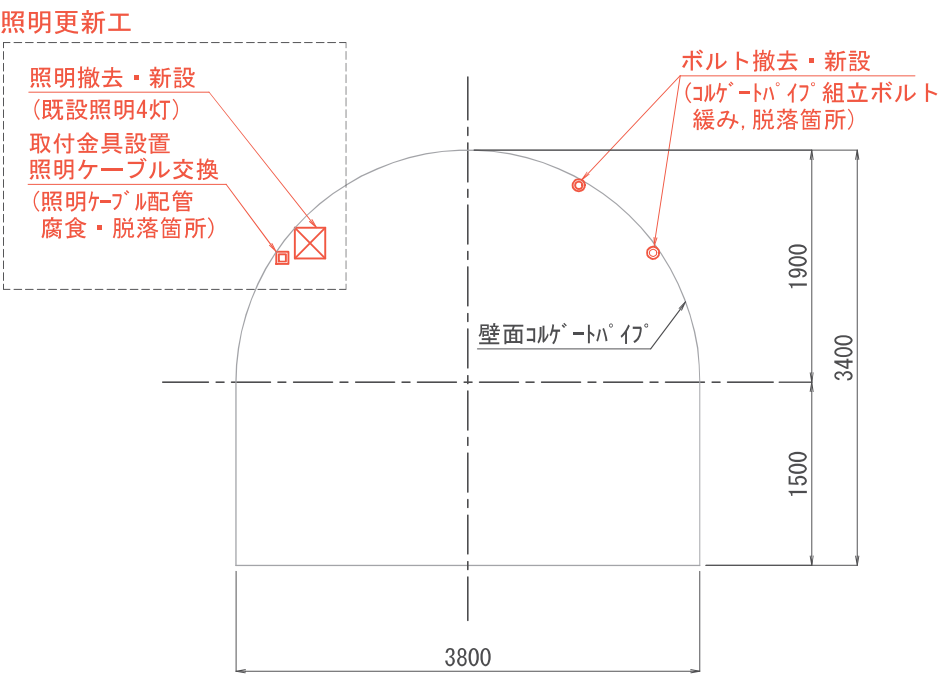 照明更新工
照明撤去・新設
(既設照明4灯)
取付金具設置
照明ケーブル交換
(照明ｹｰﾌﾞﾙ配管
腐食・脱落箇所)
ボルト撤去・新設
(ｺﾙｹﾞｰﾄﾊﾟｲﾌﾟ組立ボルト
緩み,脱落箇所)
壁面ｺﾙｹﾞｰﾄﾊﾟｲﾌﾟ
1900
3400
1500
3800